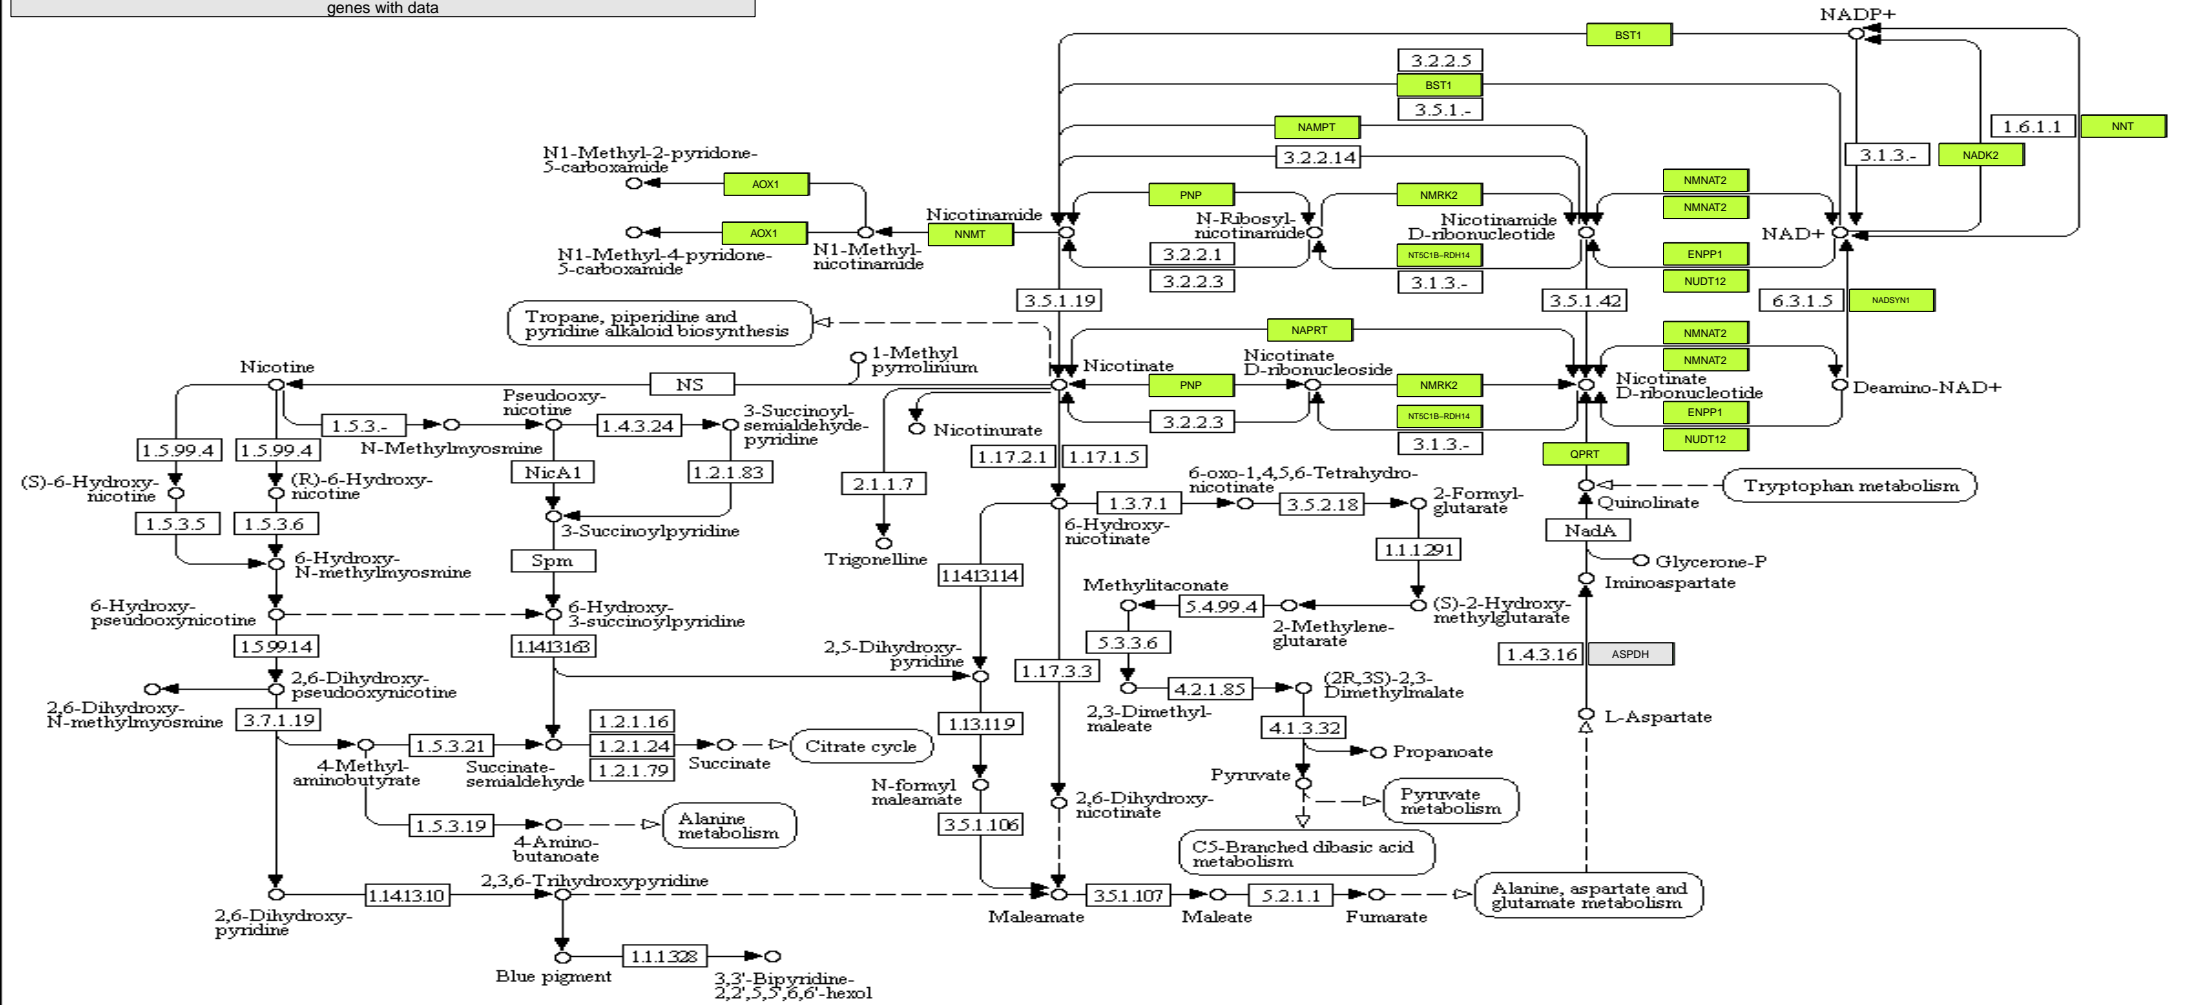 genes with data
NADP+
BST1
3.2.2.5
BST1
3.5.1.-
NAMPT
3.2.2.14
1.6.1.1
NNT
3.1.3.-
NADK2
N1-Methyl-2-pyridone-
5-carboxamide
AOX1
PNP
NMRK2
NMNAT2
NMNAT2
Nicotinamide
N-Ribosyl-
nicotinamide
Nicotinamide
D-ribonucleotide
NAD+
AOX1
NNMT
N1-Methyl-4-pyridone-
5-carboxamide
N1-Methyl-
nicotinamide
3.2.2.1
3.2.2.3
NT5C1B-RDH14
3.1.3.-
ENPP1
NUDT12
3.5.1.19
3.5.1.42
6.3.1.5
NADSYN1
Tropane, piperidine and
pyridine alkaloid biosynthesis
NAPRT
NMNAT2
NMNAT2
Nicotine
NS
1-Methyl
pyrrolinium
Nicotinate
PNP
Nicotinate
D-ribonucleoside
NMRK2
Nicotinate
D-ribonucleotide
Deamino-NAD+
3.2.2.3
NT5C1B-RDH14
3.1.3.-
ENPP1
NUDT12
1.5.3.-
N-Methylmyosmine
Pseudooxy-
nicotine
1.4.3.24
3-Succinoyl-
semialdehyde-
pyridine
Nicotinurate
1.5.99.4
1.5.99.4
NicA1
1.2.1.83
2.1.1.7
1.17.2.1
1.17.1.5
QPRT
(S)-6-Hydroxy-
nicotine
(R)-6-Hydroxy-
nicotine
6-oxo-1,4,5,6-Tetrahydro-
nicotinate
Quinolinate
Tryptophan metabolism
1.5.3.5
1.5.3.6
3-Succinoylpyridine
Trigonelline
6-Hydroxy-
nicotinate
1.3.7.1
3.5.2.18
2-Formyl-
glutarate
NadA
6-Hydroxy-
N-methylmyosmine
Spm
1.14.13.114
1.1.1.291
Glycerone-P
Iminoaspartate
6-Hydroxy-
pseudooxynicotine
6-Hydroxy-
3-succinoylpyridine
Methylitaconate
5.4.99.4
2-Methylene-
glutarate
(S)-2-Hydroxy-
methylglutarate
1.5.99.14
1.14.13.163
2,5-Dihydroxy-
pyridine
1.17.3.3
5.3.3.6
1.4.3.16
ASPDH
2,6-Dihydroxy-
pseudooxynicotine
2,6-Dihydroxy-
N-methylmyosmine
3.7.1.19
2,3-Dimethyl-
maleate
4.2.1.85
(2R,3S)-2,3-
Dimethylmalate
L-Aspartate
4-Methyl-
aminobutyrate
1.5.3.21
Succinate-
semialdehyde
1.2.1.16
1.2.1.24
1.2.1.79
Succinate
Citrate cycle
1.13.11.9
4.1.3.32
Propanoate
Pyruvate
N-formyl
maleamate
2,6-Dihydroxy-
nicotinate
Pyruvate
metabolism
1.5.3.19
4-Amino-
butanoate
Alanine
metabolism
3.5.1.106
C5-Branched dibasic acid
metabolism
2,6-Dihydroxy-
pyridine
1.14.13.10
2,3,6-Trihydroxypyridine
Maleamate
3.5.1.107
Maleate
5.2.1.1
Fumarate
Alanine, aspartate and
glutamate metabolism
Blue pigment
1.1.1.328
3,3'-Bipyridine-
2,2',5,5',6,6'-hexol